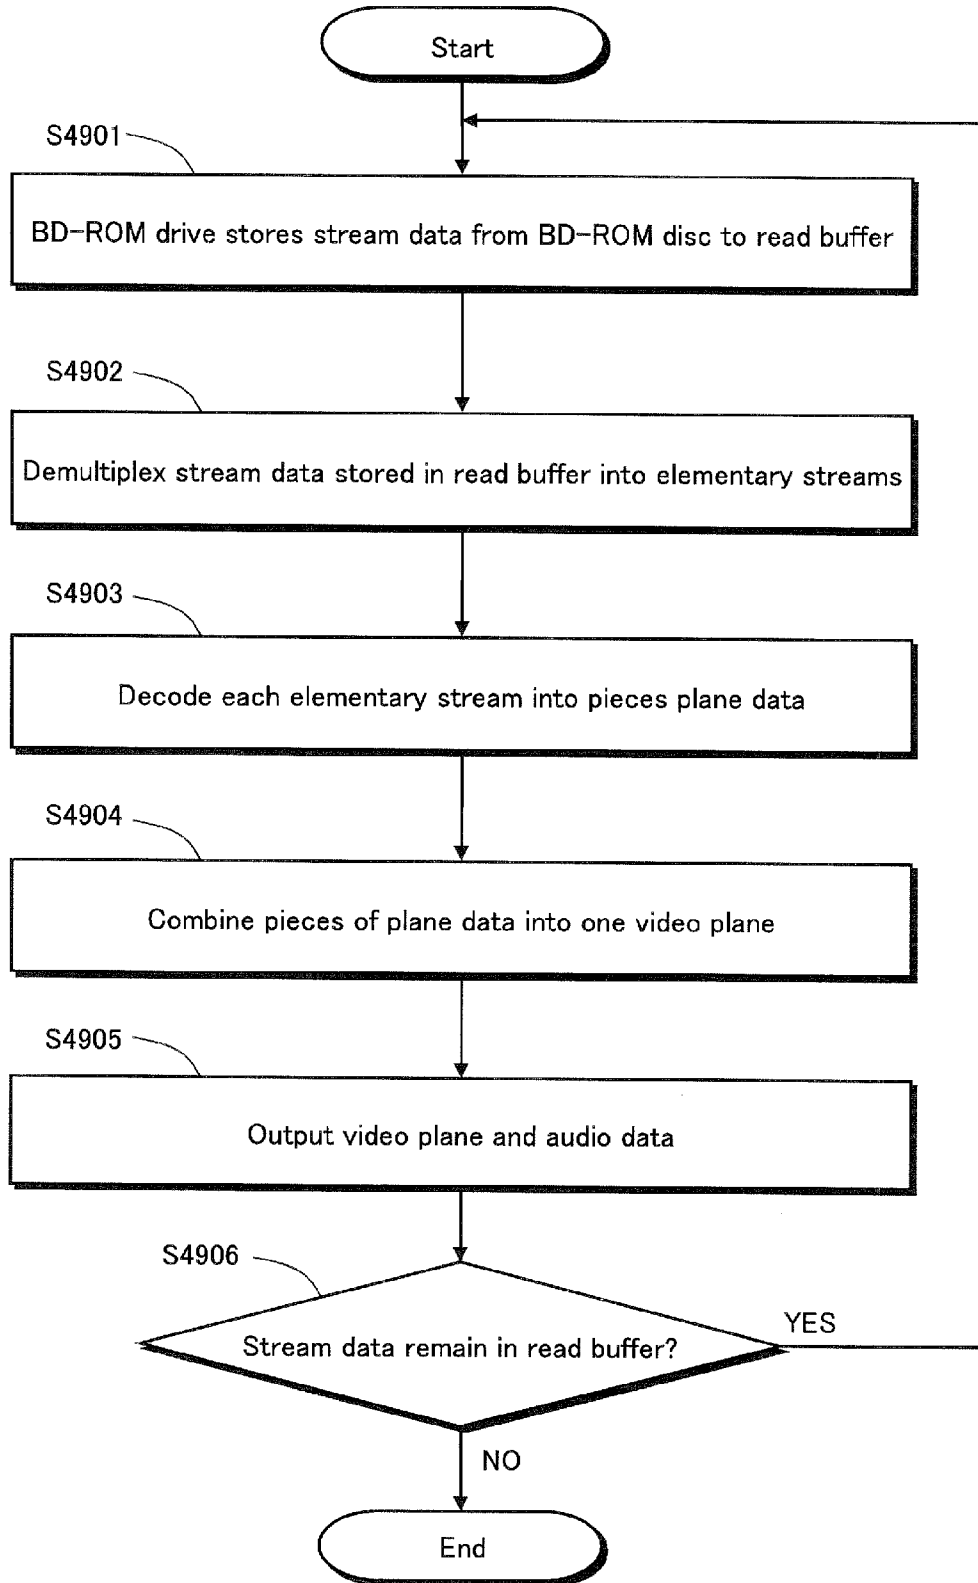 Start
S4901
BD-ROM drive stores stream data from BD-ROM disc to read buffer
S4902
Demultiplex stream data stored in read buffer into elementary streams
S4903
Decode each elementary stream into pieces plane data
S4904
Combine pieces of plane data into one video plane
S4905
Output video plane and audio data
S4906
Stream data remain in read buffer?
YES
NO
End